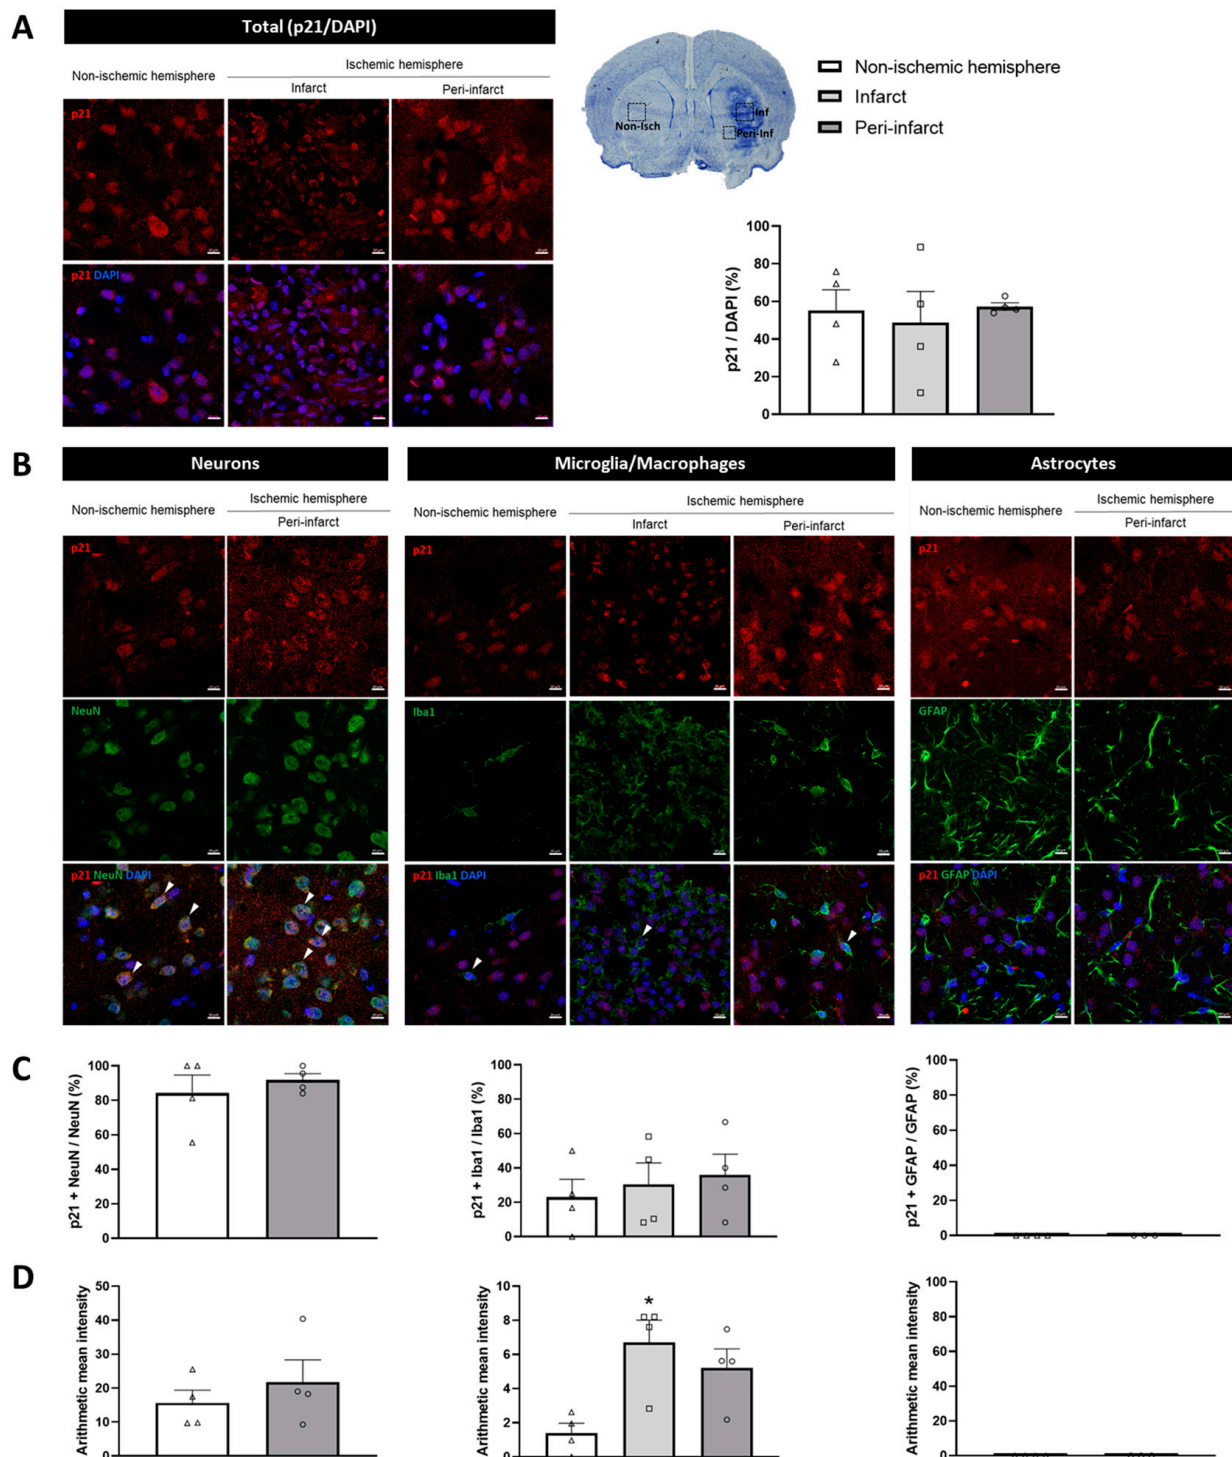 A
Total (p21/DAPI)
Non-ischemic hemisphere
Ischemic hemisphere
Infarct
Peri-infarct
p21
p21 DAPI
Non-Isch
Inf
Peri-Inf
Non-ischemic hemisphere
Infarct
Peri-infarct
p21 / DAPI (%)
100
80
60
40
20
0
B
Neurons
Microglia/Macrophages
Astrocytes
Non-ischemic hemisphere
Ischemic hemisphere
Peri-infarct
Non-ischemic hemisphere
Ischemic hemisphere
Infarct
Peri-infarct
Non-ischemic hemisphere
Ischemic hemisphere
Peri-infarct
p21
p21
p21
NeuN
Iba1
GFAP
p21 NeuN DAPI
p21 Iba1 DAPI
p21 GFAP DAPI
C
p21 + NeuN / NeuN (%)
100
80
60
40
20
0
p21 + Iba1 / Iba1 (%)
100
80
60
40
20
0
p21 + GFAP / GFAP (%)
100
80
60
40
20
0
D
Arithmetic mean intensity
50
40
30
20
10
0
Arithmetic mean intensity
10
8
6
4
2
0
*
Arithmetic mean intensity
100
80
60
40
20
0